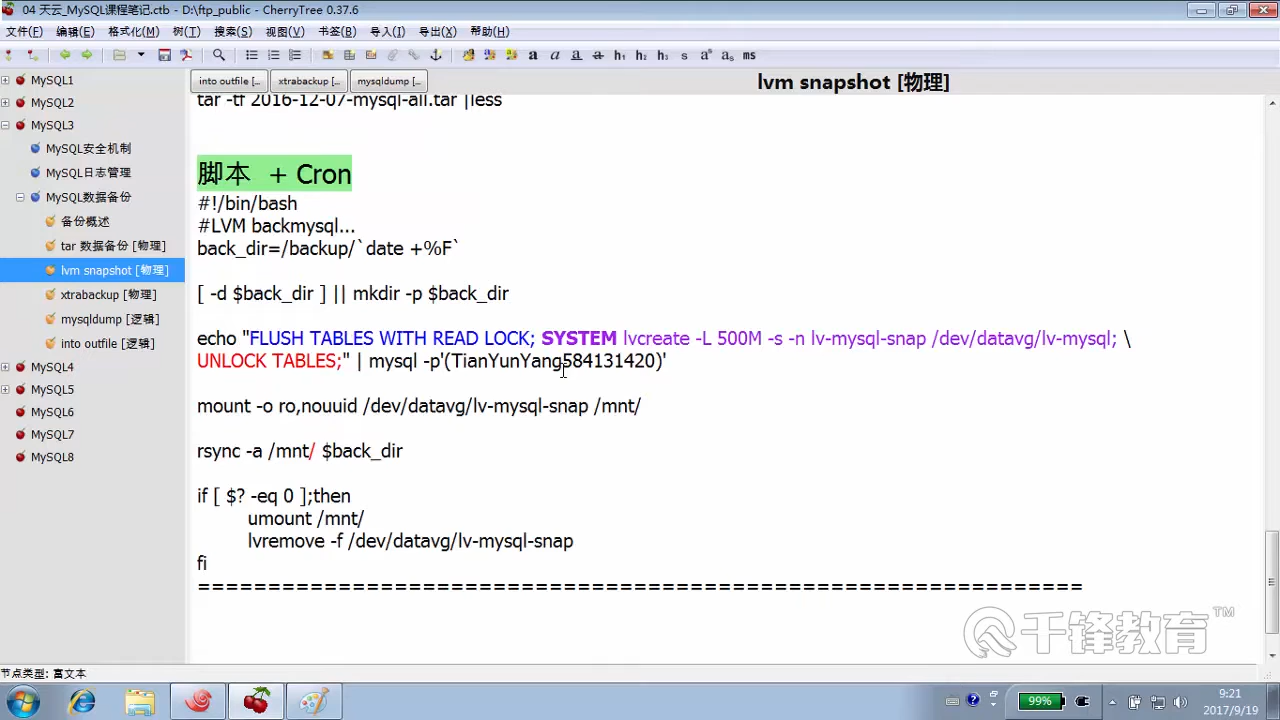 04 天云_MySQL课程笔记.ctb - D:\ftp_public - CherryTree 0.37.6
文件(F) 编辑(E) 格式化(M) 树(T) 搜索(S) 视图(V) 书签(B) 导入(I) 导出(X) 帮助(H)
h1 h2 h3 s a a ms
MySQL1
MySQL2
MySQL3
MySQL安全机制
MySQL日志管理
MySQL数据备份
备份概述
tar 数据备份 [物理]
lvm snapshot [物理]
xtrabackup [物理]
mysqldump [逻辑]
into outfile [逻辑]
MySQL4
MySQL5
MySQL6
MySQL7
MySQL8
into outfile [... xtrabackup [... mysqldump [...
lvm snapshot [物理]
tar -tf 2016-12-07-mysql-all.tar |less
脚本 + Cron
#!/bin/bash
#LVM backmysql...
back_dir=/backup/`date +%F`
[ -d $back_dir ] || mkdir -p $back_dir
echo "FLUSH TABLES WITH READ LOCK; SYSTEM lvcreate -L 500M -s -n lv-mysql-snap /dev/datavg/lv-mysql; \
UNLOCK TABLES;" | mysql -p'(TianYunYang584131420)'
mount -o ro,nouuid /dev/datavg/lv-mysql-snap /mnt/
rsync -a /mnt/ $back_dir
if [ $? -eq 0 ];then
umount /mnt/
lvremove -f /dev/datavg/lv-mysql-snap
fi
===============================================================
千锋教育™
节点类型: 富文本
99%
9:21
2017/9/19